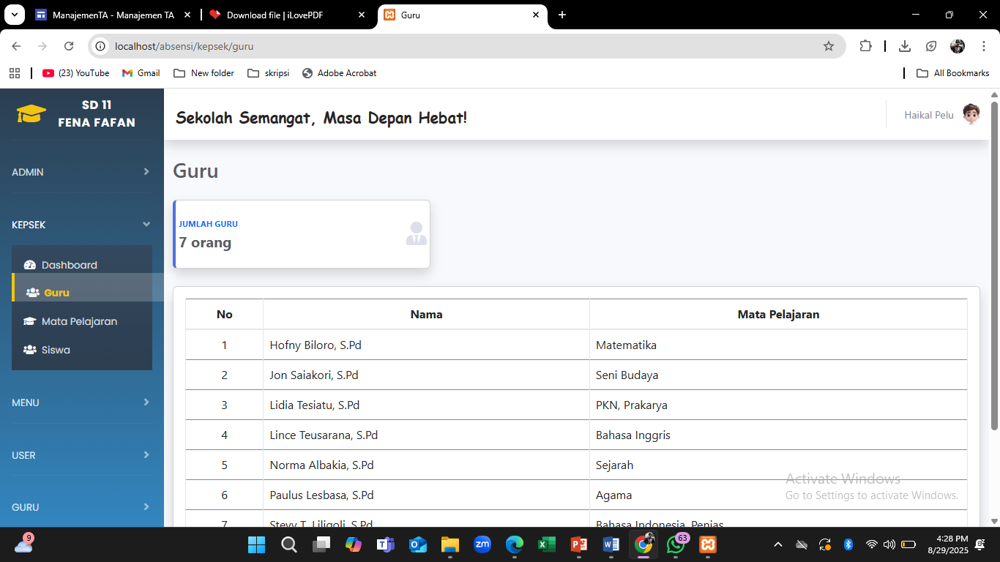 ManajemenTA - Manajemen TA
Download file | iLovePDF
Guru
localhost/absensi/kepsek/guru
(23) YouTube
Gmail
New folder
skripsi
Adobe Acrobat
All Bookmarks
SD 11
FENA FAFAN
Sekolah Semangat, Masa Depan Hebat!
Haikal Pelu
ADMIN
KEPSEK
Dashboard
Guru
Mata Pelajaran
Siswa
MENU
USER
GURU
Guru
JUMLAH GURU
7 orang
No Nama Mata Pelajaran
1 Hofny Biloro, S.Pd Matematika
2 Jon Saiakori, S.Pd Seni Budaya
3 Lidia Tesiatu, S.Pd PKN, Prakarya
4 Lince Teusarana, S.Pd Bahasa Inggris
5 Norma Albakia, S.Pd Sejarah
6 Paulus Lesbasa, S.Pd Agama
7 Stevy T. Liligoli, S.Pd Bahasa Indonesia, Penjas
Activate Windows
Go to Settings to activate Windows.
9
zm
63
4:28 PM
8/29/2025